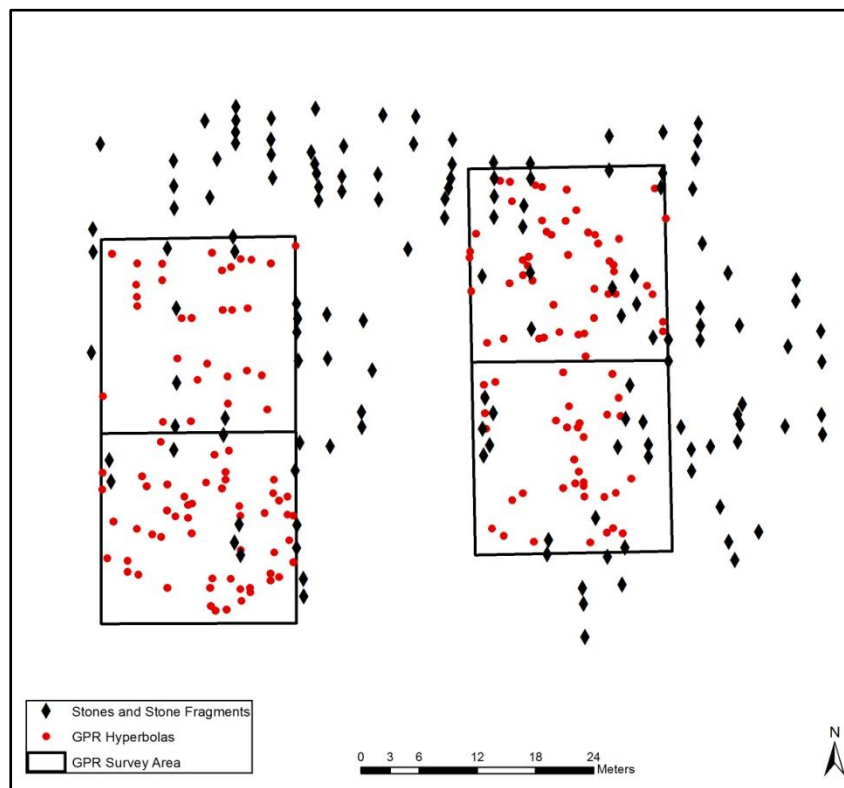 Stones and Stone Fragments
GPR Hyperbolas
GPR Survey Area
0 3 6 12 18 24
Meters
N